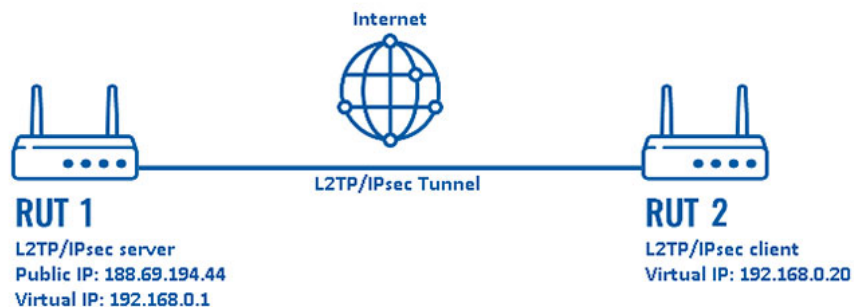 Internet
L2TP/IPsec Tunnel
RUT 1
L2TP/IPsec server
Public IP: 188.69.194.44
Virtual IP: 192.168.0.1
RUT 2
L2TP/IPsec client
Virtual IP: 192.168.0.20